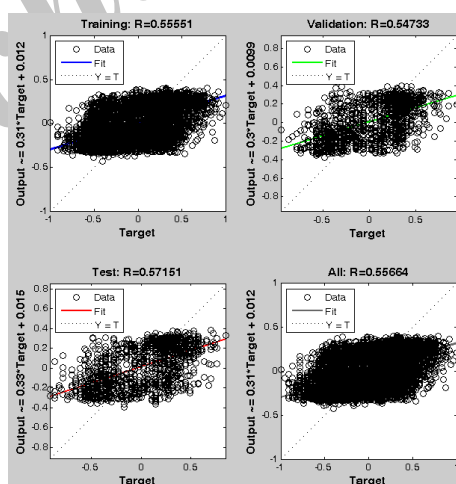 Training: R=0.55551
Output ~= 0.31*Target + 0.012
1
0.5
0
-0.5
-1
Data
Fit
Y = T
-1
-0.5
0
0.5
1
Target
Validation: R=0.54733
Output ~= 0.3*Target + 0.0099
0.8
0.6
0.4
0.2
0
-0.2
-0.4
-0.6
-0.8
Data
Fit
Y = T
-0.5
0
0.5
Target
Test: R=0.57151
Output ~= 0.33*Target + 0.015
0.8
0.6
0.4
0.2
0
-0.2
-0.4
-0.6
-0.8
Data
Fit
Y = T
-0.5
0
0.5
Target
All: R=0.55664
Output ~= 0.31*Target + 0.012
1
0.5
0
-0.5
-1
Data
Fit
Y = T
-1
-0.5
0
0.5
1
Target